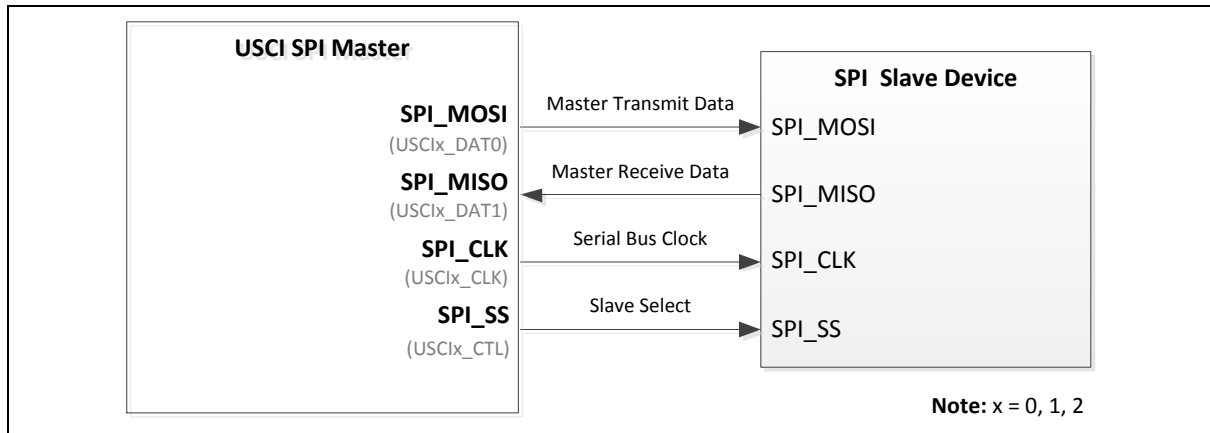 USCI SPI Master
SPI_MOSI
(USCIx_DAT0)
SPI_MISO
(USCIx_DAT1)
SPI_CLK
(USCIx_CLK)
SPI_SS
(USCIx_CTL)
Master Transmit Data
Master Receive Data
Serial Bus Clock
Slave Select
SPI Slave Device
SPI_MOSI
SPI_MISO
SPI_CLK
SPI_SS
Note: x = 0, 1, 2